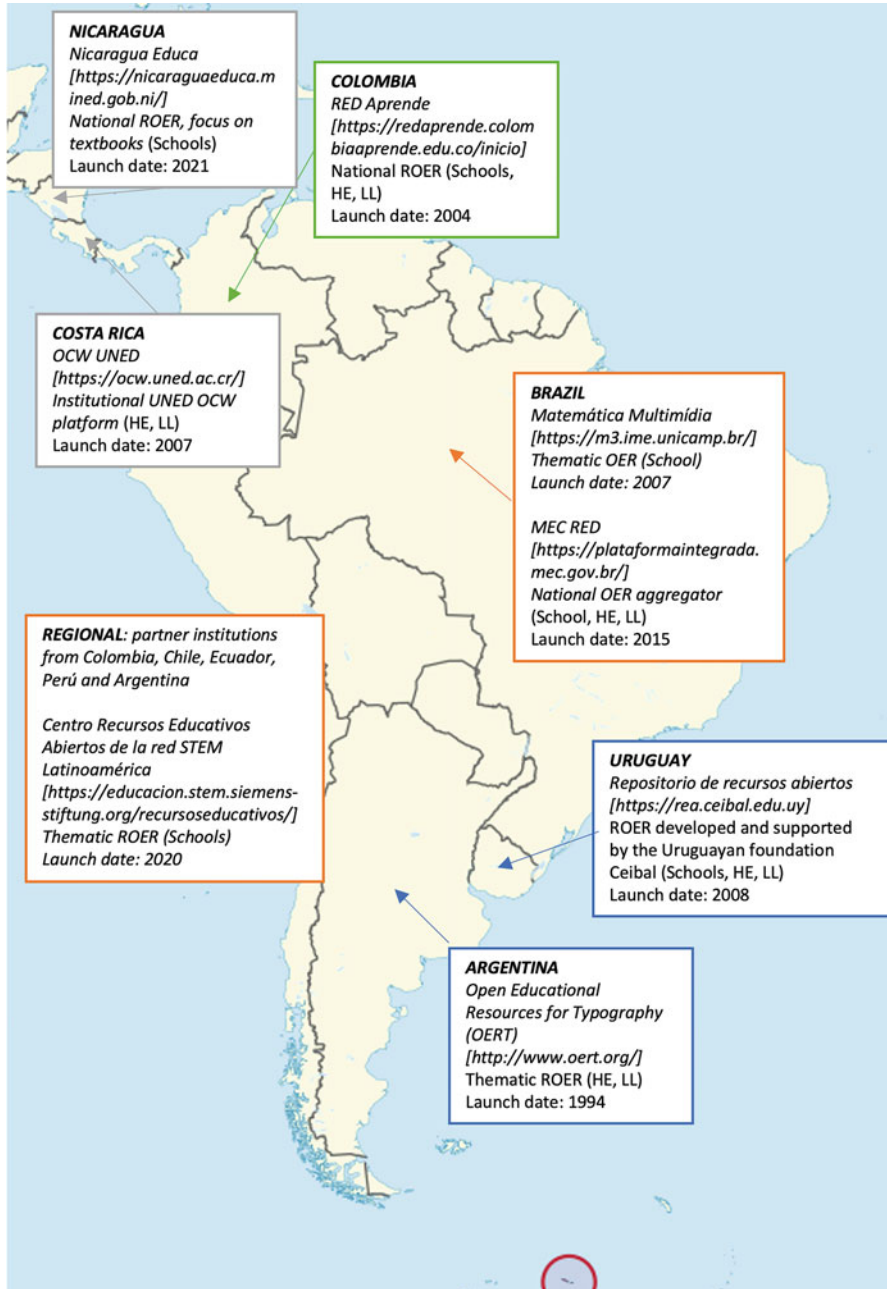 NICARAGUA
Nicaragua Educa
[https://nicaraguaeduca.m
ined.gob.ni/]
National ROER, focus on
textbooks (Schools)
Launch date: 2021
COLOMBIA
RED Aprende
[https://redaprende.colom
biaaprende.edu.co/inicio]
National ROER (Schools,
HE, LL)
Launch date: 2004
COSTA RICA
OCW UNED
[https://ocw.uned.ac.cr/]
Institutional UNED OCW
platform (HE, LL)
Launch date: 2007
BRAZIL
Matemática Multimídia
[https://m3.ime.unicamp.br/]
Thematic OER (School)
Launch date: 2007
MEC RED
[https://plataformaintegrada.
mec.gov.br/]
National OER aggregator
(School, HE, LL)
Launch date: 2015
REGIONAL: partner institutions
from Colombia, Chile, Ecuador,
Perú and Argentina
Centro Recursos Educativos
Abiertos de la red STEM
Latinoamérica
[https://educacion.stem.siemens-
stiftung.org/recursoseducativos/]
Thematic ROER (Schools)
Launch date: 2020
URUGUAY
Repositorio de recursos abiertos
[https://rea.ceibal.edu.uy]
ROER developed and supported
by the Uruguayan foundation
Ceibal (Schools, HE, LL)
Launch date: 2008
ARGENTINA
Open Educational
Resources for Typography
(OERT)
[http://www.oert.org/]
Thematic ROER (HE, LL)
Launch date: 1994